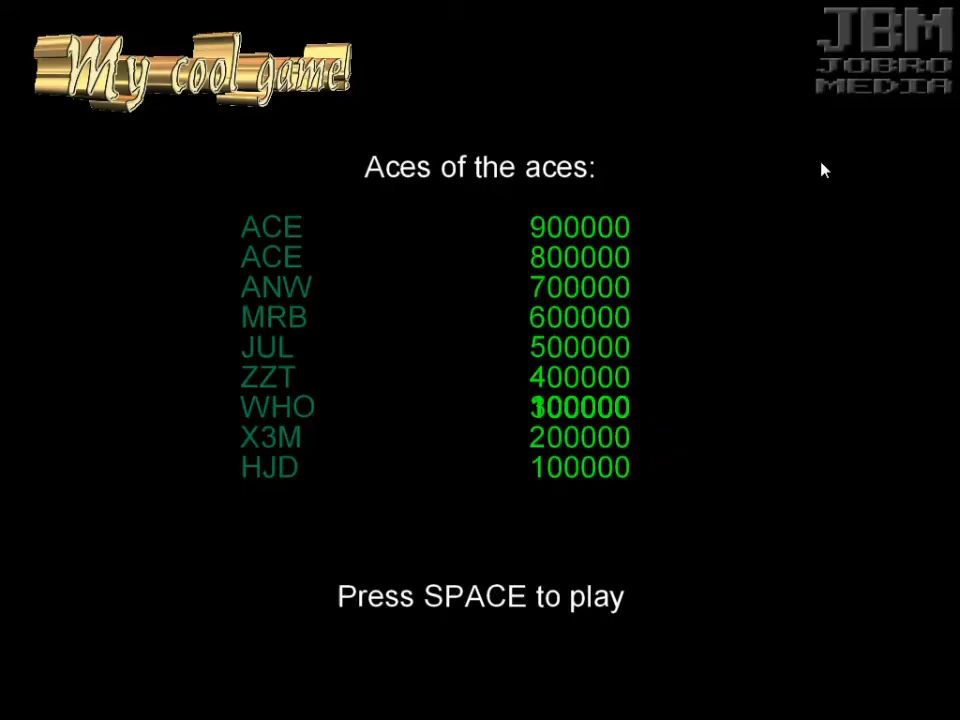 My cool game!
JBM
JOBRO
MEDIA
Aces of the aces:
ACE 900000
ACE 800000
ANW 700000
MRB 600000
JUL 500000
ZZT 400000
WHO
X3M 200000
HJD 100000
Press SPACE to play